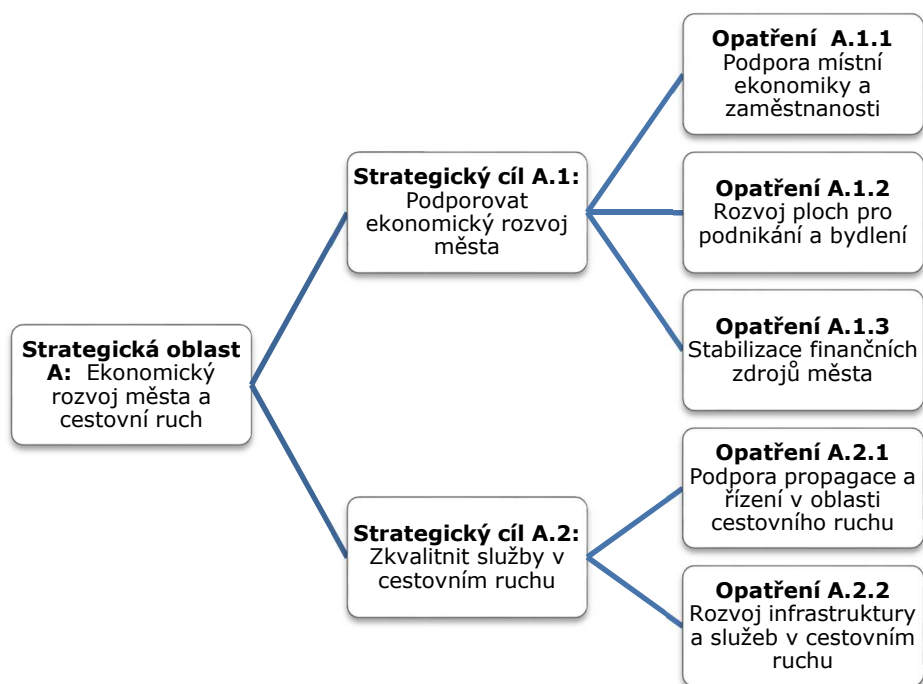 Strategická oblast
A:  Ekonomický
rozvoj města a
cestovní ruch
Strategický cíl A.1:
Podporovat
ekonomický rozvoj
města
Opatření  A.1.1
Podpora místní
ekonomiky a
zaměstnanosti
Opatření A.1.2
Rozvoj ploch pro
podnikání a bydlení
Opatření A.1.3
Stabilizace finančních
zdrojů města
Strategický cíl A.2:
Zkvalitnit služby v
cestovním ruchu
Opatření A.2.1
Podpora propagace a
řízení v oblasti
cestovního ruchu
Opatření A.2.2
Rozvoj infrastruktury
a služeb v cestovním
ruchu